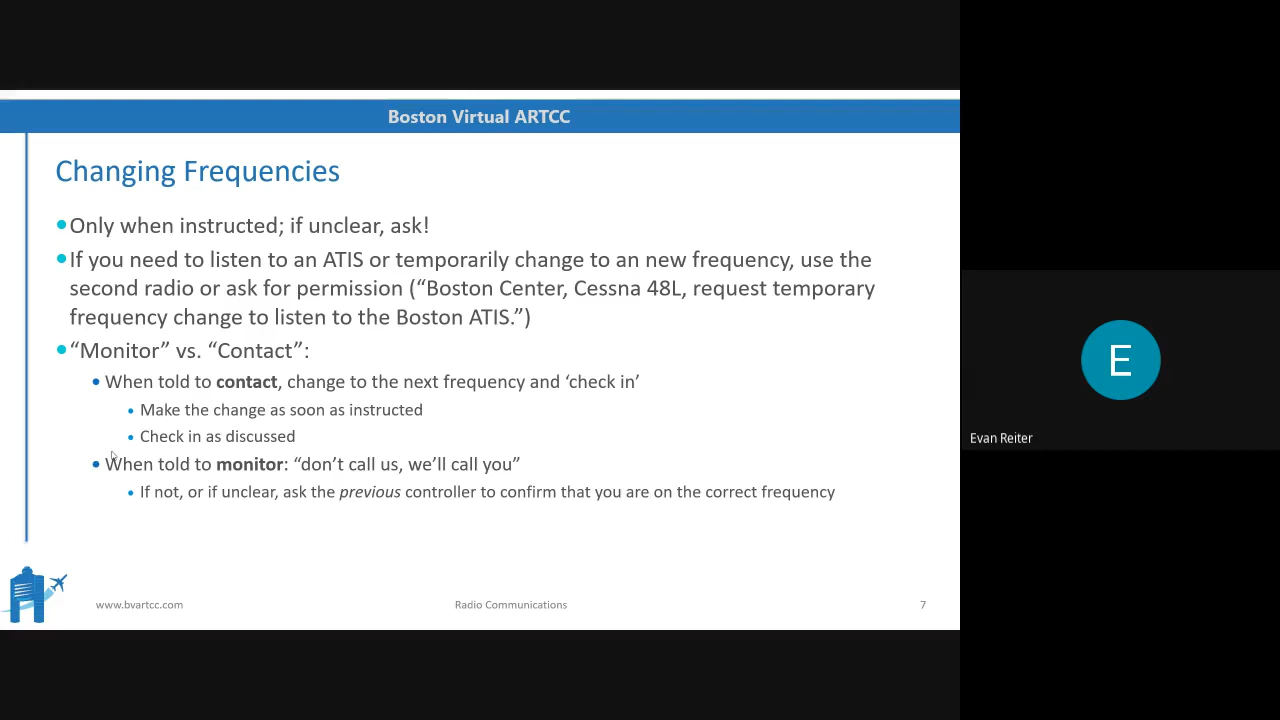 Boston Virtual ARTCC
Changing Frequencies
•Only when instructed; if unclear, ask!
•If you need to listen to an ATIS or temporarily change to an new frequency, use the
second radio or ask for permission (“Boston Center, Cessna 48L, request temporary
frequency change to listen to the Boston ATIS.”)
•“Monitor” vs. “Contact”:
• When told to contact, change to the next frequency and ‘check in’
• Make the change as soon as instructed
• Check in as discussed
• When told to monitor: “don’t call us, we’ll call you”
• If not, or if unclear, ask the previous controller to confirm that you are on the correct frequency
www.bvartcc.com
Radio Communications
7
E
Evan Reiter